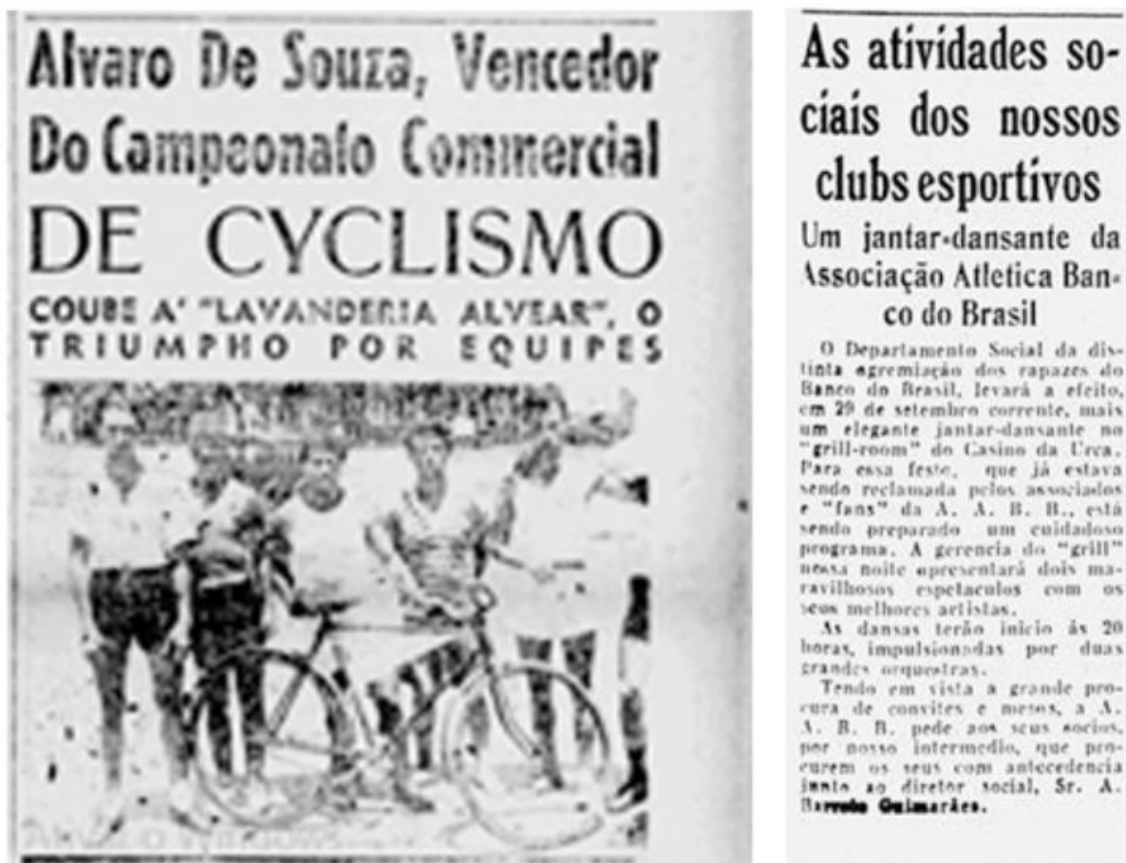 Alvaro De Souza, Vencedor
Do Campeonato Commercial
DE CYCLISMO
COUBE A' "LAVANDERIA ALVEAR", O
TRIUMPHO POR EQUIPES
As atividades so-
ciais dos nossos
clubs esportivos
Um jantar-dansante da
Associação Atletica Ban-
co do Brasil
O Departamento Social da dis-
tinta agremiação dos rapazes do
Banco do Brasil, levará a efeito,
em 29 de setembro corrente, mais
um elegante jantar-dansante no
"grill-room" do Casino da Urca.
Para essa festa, que já estava
sendo reclamada pelos associados
e "fans" da A. A. B. B., está
sendo preparado um cuidadoso
programa. A gerencia do "grill"
nessa noite apresentará dois ma-
ravilhosos espetaculos com os
seus melhores artistas.
As dansas terão inicio ás 20
horas, impulsionadas por duas
grandes orquestras.
Tendo em vista a grande pro-
cura de convites e mesas, a A.
A. B. B. pede aos seus socios,
por nosso intermedio, que pro-
curem os seus com antecedencia
junto ao diretor social, Sr. A.
Barreto Guimarães.